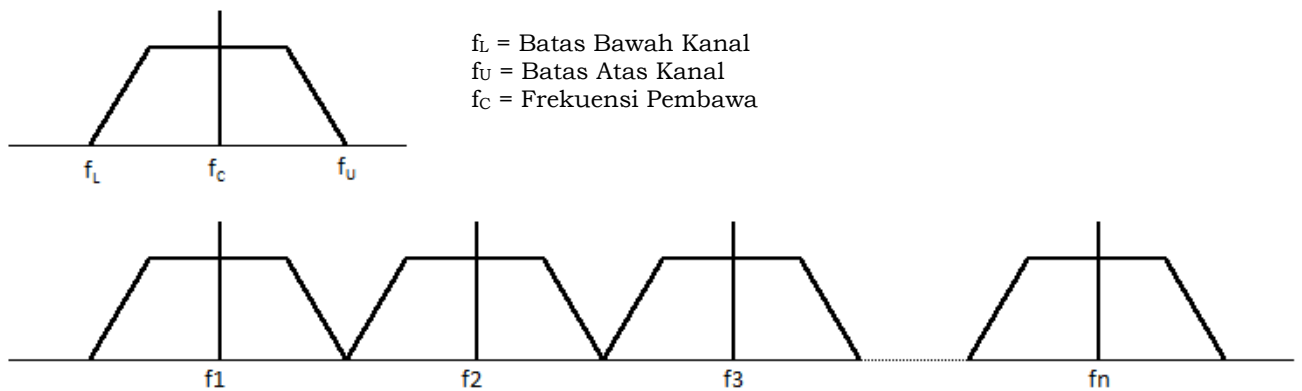 fL = Batas Bawah Kanal
fU = Batas Atas Kanal
fC = Frekuensi Pembawa
fL fC fU
f1 f2 f3 fn